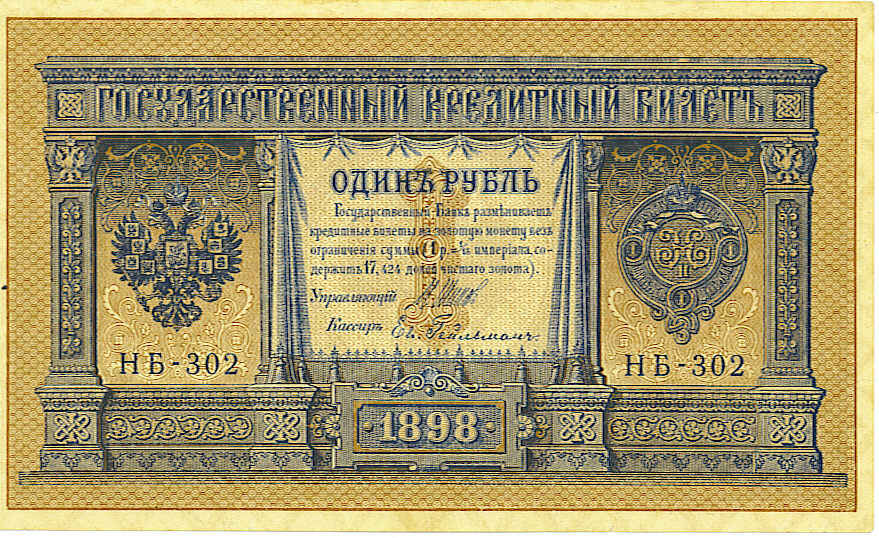 ГОСУДАРСТВЕННЫЙ КРЕДИТНЫЙ БИЛЕТЪ
ОДИНЪ РУБЛЬ
Государственный Банкъ размѣниваетъ
кредитные билеты на золотую монету безъ
ограниченія суммы (1 р. = 1/15 имперіала, со-
держитъ 17,424 долей чистаго золота).
Управляющій
Кассиръ
НБ-302
НБ-302
1898